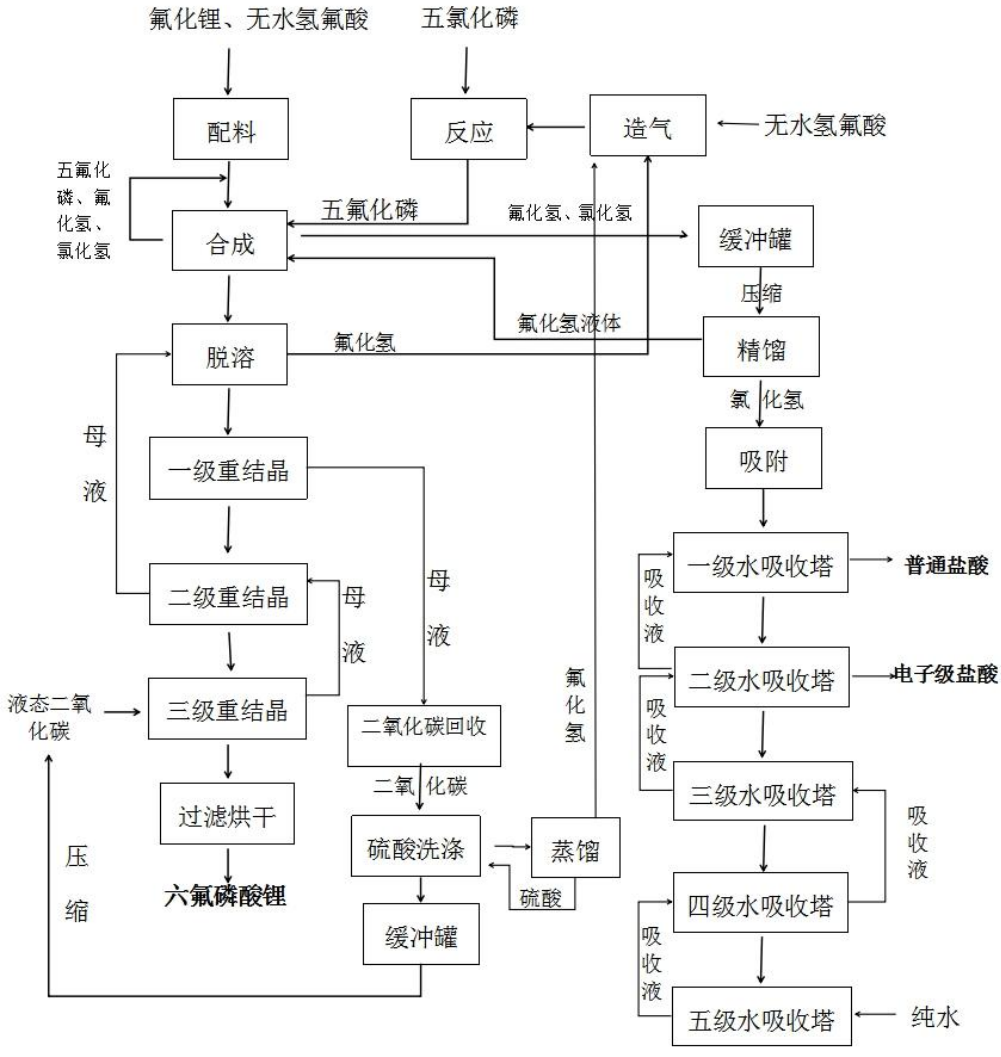 氟化锂、无水氢氟酸
五氯化磷
配料
反应
造气
无水氢氟酸
五氟化
磷、氟
化氢、
氯化氢
五氟化磷
氟化氢、氯化氢
合成
缓冲罐
压缩
氟化氢液体
脱溶
氟化氢
精馏
氯化氢
母液
一级重结晶
吸附
一级水吸收塔
普通盐酸
二级重结晶
母液
母液
吸收液
二级水吸收塔
电子级盐酸
液态二氧
化碳
三级重结晶
二氧化碳回收
氟化氢
吸收液
二氧化碳
三级水吸收塔
过滤烘干
硫酸洗涤
蒸馏
吸收液
压缩
六氟磷酸锂
硫酸
四级水吸收塔
缓冲罐
吸收液
五级水吸收塔
纯水